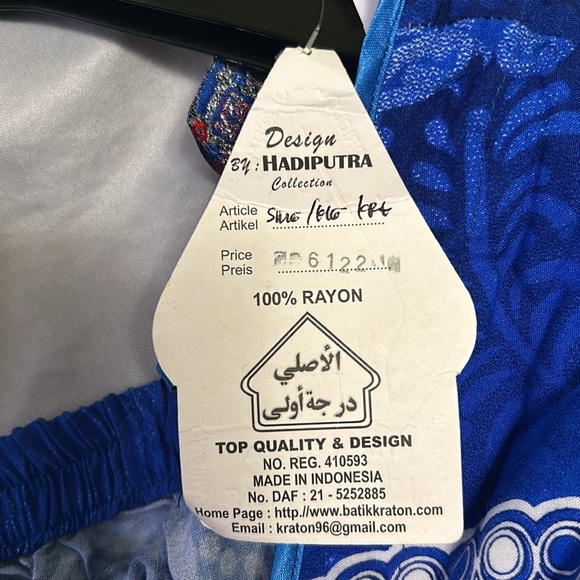 Design
BY : HADIPUTRA
Collection
Article
Artikel
Price
Preis
6122
100% RAYON
الأصلي
درجة أولى
TOP QUALITY & DESIGN
NO. REG. 410593
MADE IN INDONESIA
No. DAF : 21 - 5252885
Home Page : http//www.batikkraton.com
Email : kraton96@gmail.com